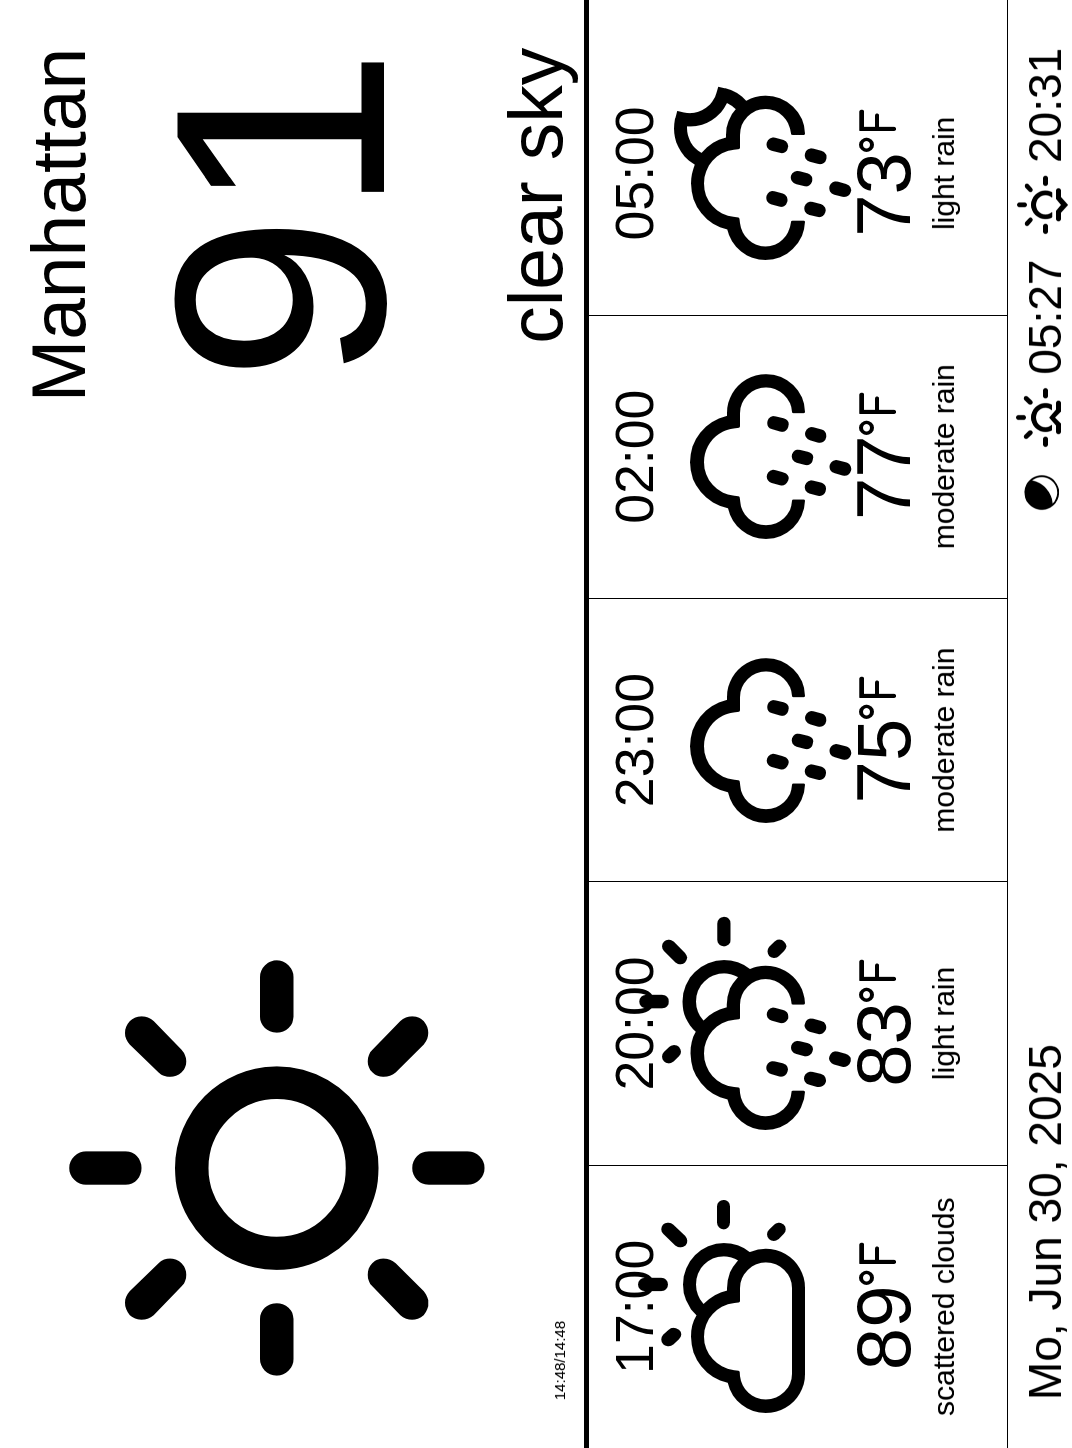 Manhattan
91
clear sky
14:48/14:48
17:00
89°F
scattered clouds
20:00
83°F
light rain
23:00
75°F
moderate rain
02:00
77°F
moderate rain
05:00
73°F
light rain
Mo, Jun 30, 2025
05:27
20:31